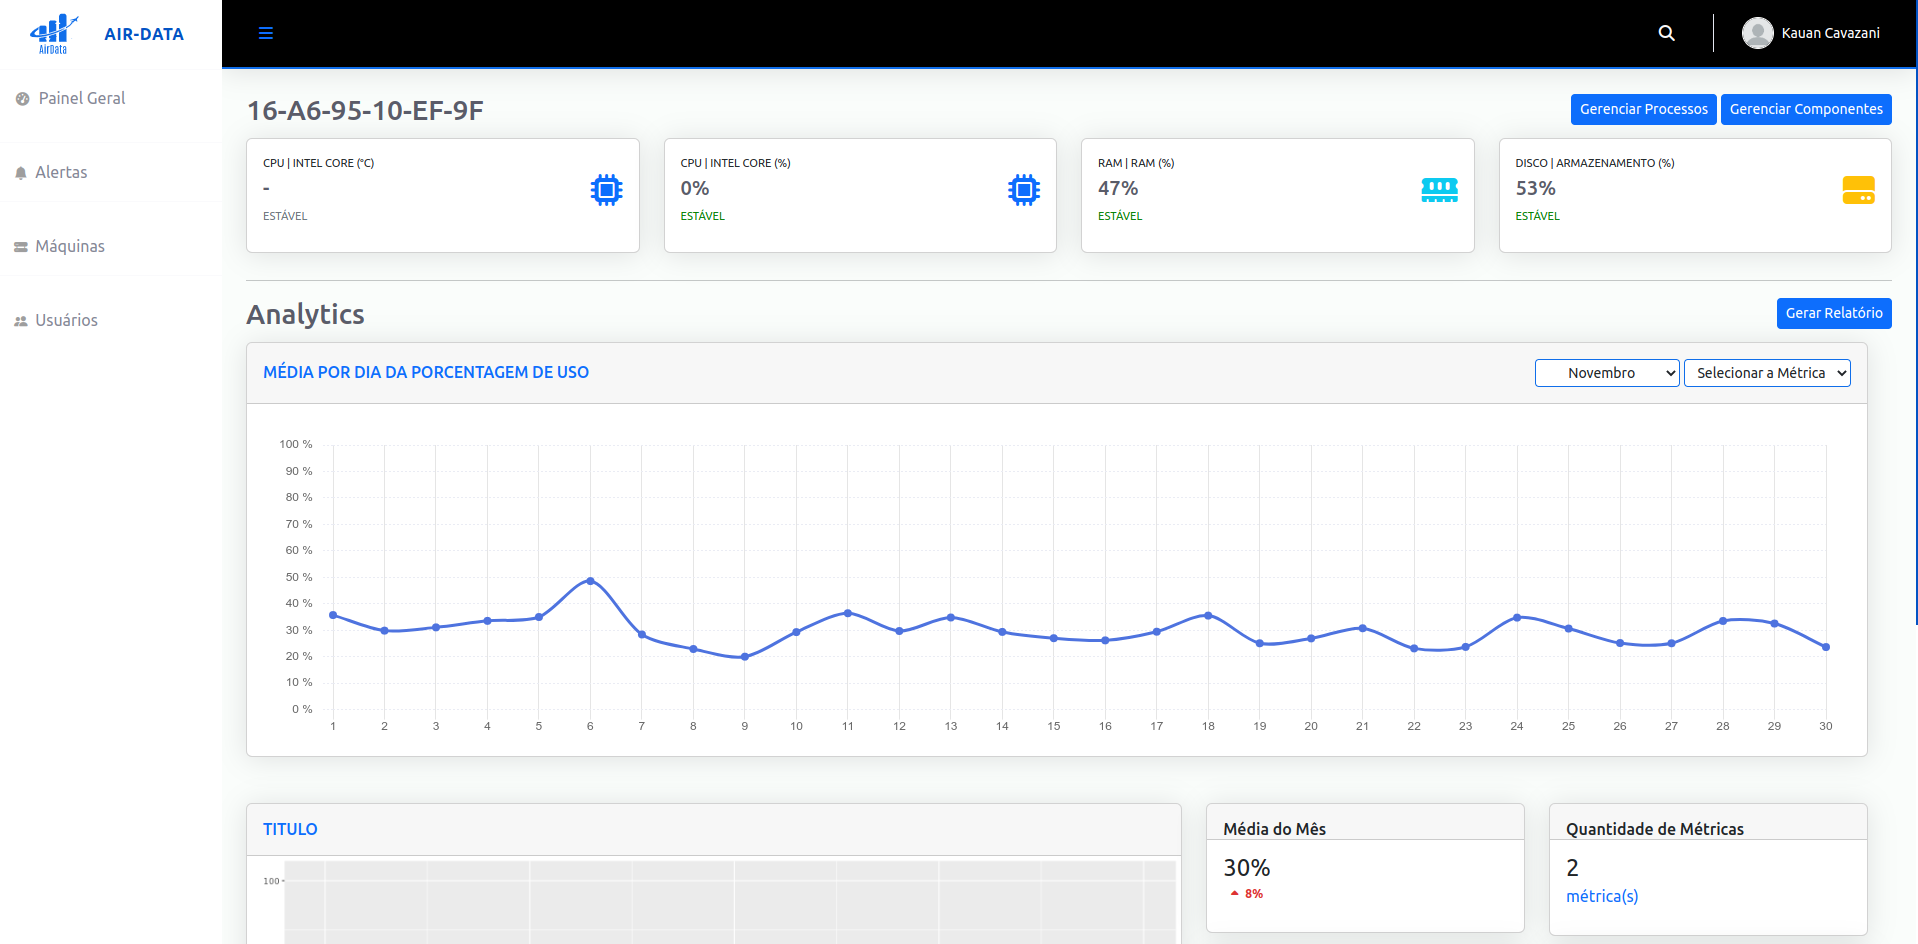 AirData
AIR-DATA
Kauan Cavazani
Painel Geral
Alertas
Máquinas
Usuários
16-A6-95-10-EF-9F
Gerenciar Processos
Gerenciar Componentes
CPU | INTEL CORE (°C)
-
ESTÁVEL
CPU | INTEL CORE (%)
0%
ESTÁVEL
RAM | RAM (%)
47%
ESTÁVEL
DISCO | ARMAZENAMENTO (%)
53%
ESTÁVEL
Analytics
Gerar Relatório
MÉDIA POR DIA DA PORCENTAGEM DE USO
Novembro
Selecionar a Métrica
100 %
90 %
80 %
70 %
60 %
50 %
40 %
30 %
20 %
10 %
0 %
1 2 3 4 5 6 7 8 9 10 11 12 13 14 15 16 17 18 19 20 21 22 23 24 25 26 27 28 29 30
TITULO
100
Média do Mês
30%
8%
Quantidade de Métricas
2
métrica(s)